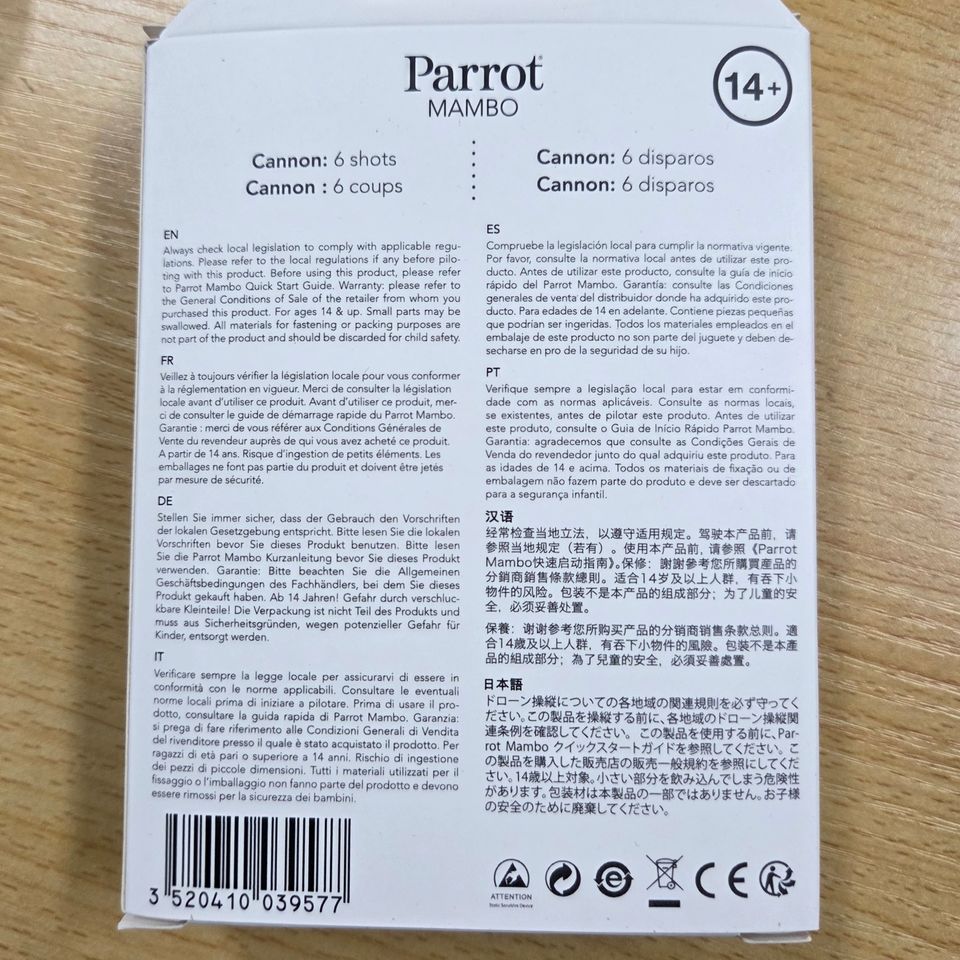 Parrot
MAMBO
14+
Cannon: 6 shots
Cannon : 6 coups
Cannon: 6 disparos
Cannon: 6 disparos
EN
Always check local legislation to comply with applicable regu-
lations. Please refer to the local regulations if any before pilo-
ting with this product. Before using this product, please refer
to Parrot Mambo Quick Start Guide. Warranty: please refer to
the General Conditions of Sale of the retailer from whom you
purchased this product. For ages 14 & up. Small parts may be
swallowed. All materials for fastening or packing purposes are
not part of the product and should be discarded for child safety.
FR
Veillez à toujours vérifier la législation locale pour vous conformer
à la réglementation en vigueur. Merci de consulter la législation
locale avant d'utiliser ce produit. Avant d'utiliser ce produit, mer-
ci de consulter le guide de démarrage rapide du Parrot Mambo.
Garantie : merci de vous référer aux Conditions Générales de
Vente du revendeur auprès de qui vous avez acheté ce produit.
A partir de 14 ans. Risque d'ingestion de petits éléments. Les
emballages ne font pas partie du produit et doivent être jetés
par mesure de sécurité.
DE
Stellen Sie immer sicher, dass der Gebrauch den Vorschriften
der lokalen Gesetzgebung entspricht. Bitte lesen Sie die lokalen
Vorschriften bevor Sie dieses Produkt benutzen. Bitte lesen
Sie die Parrot Mambo Kurzanleitung bevor Sie dieses Produkt
verwenden. Garantie: Bitte beachten Sie die Allgemeinen
Geschäftsbedingungen des Fachhändlers, bei dem Sie dieses
Produkt gekauft haben. Ab 14 Jahren! Gefahr durch verschluc-
kbare Kleinteile! Die Verpackung ist nicht Teil des Produkts und
muss aus Sicherheitsgründen, wegen potenzieller Gefahr für
Kinder, entsorgt werden.
IT
Verificare sempre la legge locale per assicurarvi di essere in
conformità con le norme applicabili. Consultare le eventuali
norme locali prima di iniziare a pilotare. Prima di usare il pro-
dotto, consultare la guida rapida di Parrot Mambo. Garanzia:
si prega di fare riferimento alle Condizioni Generali di Vendita
del rivenditore presso il quale è stato acquistato il prodotto. Per
ragazzi di età pari o superiore a 14 anni. Rischio di ingestione
dei pezzi di piccole dimensioni. Tutti i materiali utilizzati per il
fissaggio o l'imballaggio non fanno parte del prodotto e devono
essere rimossi per la sicurezza dei bambini.
3 520410 039577
ES
Compruebe la legislación local para cumplir la normativa vigente.
Por favor, consulte la normativa local antes de utilizar este pro-
ducto. Antes de utilizar este producto, consulte la guía de inicio
rápido del Parrot Mambo. Garantía: consulte las Condiciones
generales de venta del distribuidor donde ha adquirido este pro-
ducto. Para edades de 14 en adelante. Contiene piezas pequeñas
que podrían ser ingeridas. Todos los materiales empleados en el
embalaje de este producto no son parte del juguete y deben de-
secharse en pro de la seguridad de su hijo.
PT
Verifique sempre a legislação local para estar em conformi-
dade com as normas aplicáveis. Consulte as normas locais,
se existentes, antes de pilotar este produto. Antes de utilizar
este produto, consulte o Guia de Início Rápido Parrot Mambo.
Garantia: agradecemos que consulte as Condições Gerais de
Venda do revendedor junto do qual adquiriu este produto. Para
as idades de 14 e acima. Todos os materiais de fixação ou de
embalagem não fazem parte do produto e deve ser descartado
para a segurança infantil.
汉语
经常检查当地立法，以遵守适用规定。驾驶本产品前，请
参照当地规定（若有）。使用本产品前，请参照《Parrot
Mambo快速启动指南》。保修：謝謝參考您所購買產品的
分銷商銷售條款總則。适合14岁及以上人群，有吞下小
物件的风险。包装不是本产品的组成部分；为了儿童的安
全，必须妥善处置。
保養：谢谢参考您所购买产品的分销商销售条款总则。適
合14歲及以上人群，有吞下小物件的風險。包裝不是本產
品的組成部分；為了兒童的安全，必須妥善處置。
日本語
ドローン操縦についての各地域の関連規則を必ず守ってく
ださい。この製品を操縦する前に、各地域のドローン操縦関
連条例を確認してください。 この製品を使用する前に、Par-
rot Mambo クイックスタートガイドを参照してください。こ
の製品を購入した販売店の販売一般規約を参照にしてくだ
さい。14歳以上対象。小さい部分を飲み込んでしまう危険性
があります。包装材は本製品の一部ではありません。お子様
の安全のために廃棄してください。
ATTENTION
Static Sensitive Device
CE